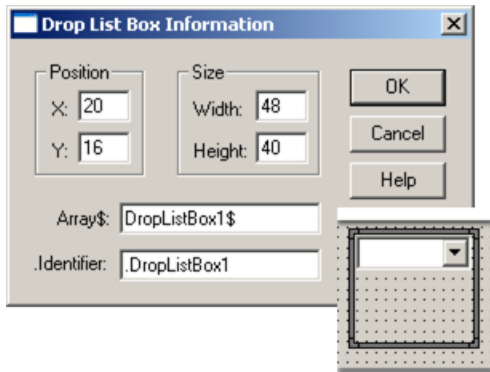 Drop List Box Information
Position
X: 20
Y: 16
Size
Width: 48
Height: 40
OK
Cancel
Help
Array$: DropListBox1$
.Identifier: .DropListBox1